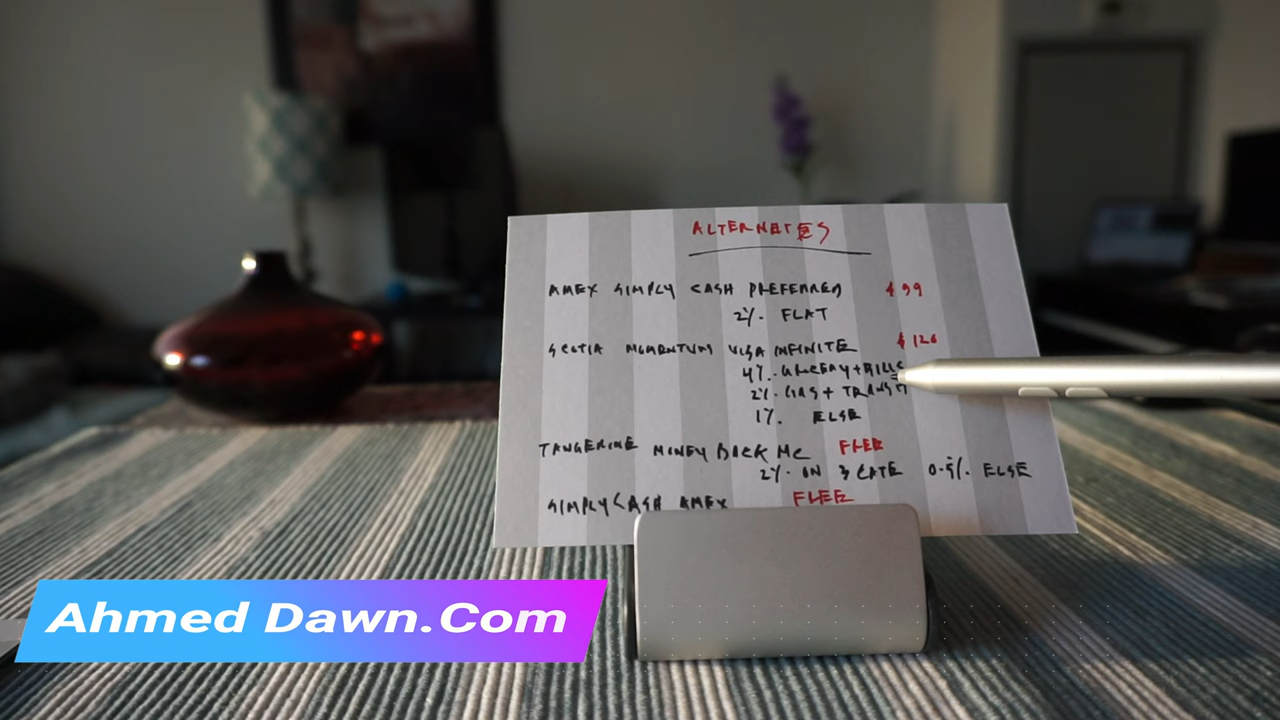 ALTERNATES
AMEX SIMPLY CASH PREFERRED $99
2% FLAT
SCOTIA MOMENTUM VISA INFINITE $120
4% GROCERY + BILLS
2% GAS + TRANSIT
1% ELSE
TANGERINE MONEY BACK MC FREE
2% ON 3 CATE 0.5% ELSE
SIMPLY CASH AMEX FREE
Ahmed Dawn.Com